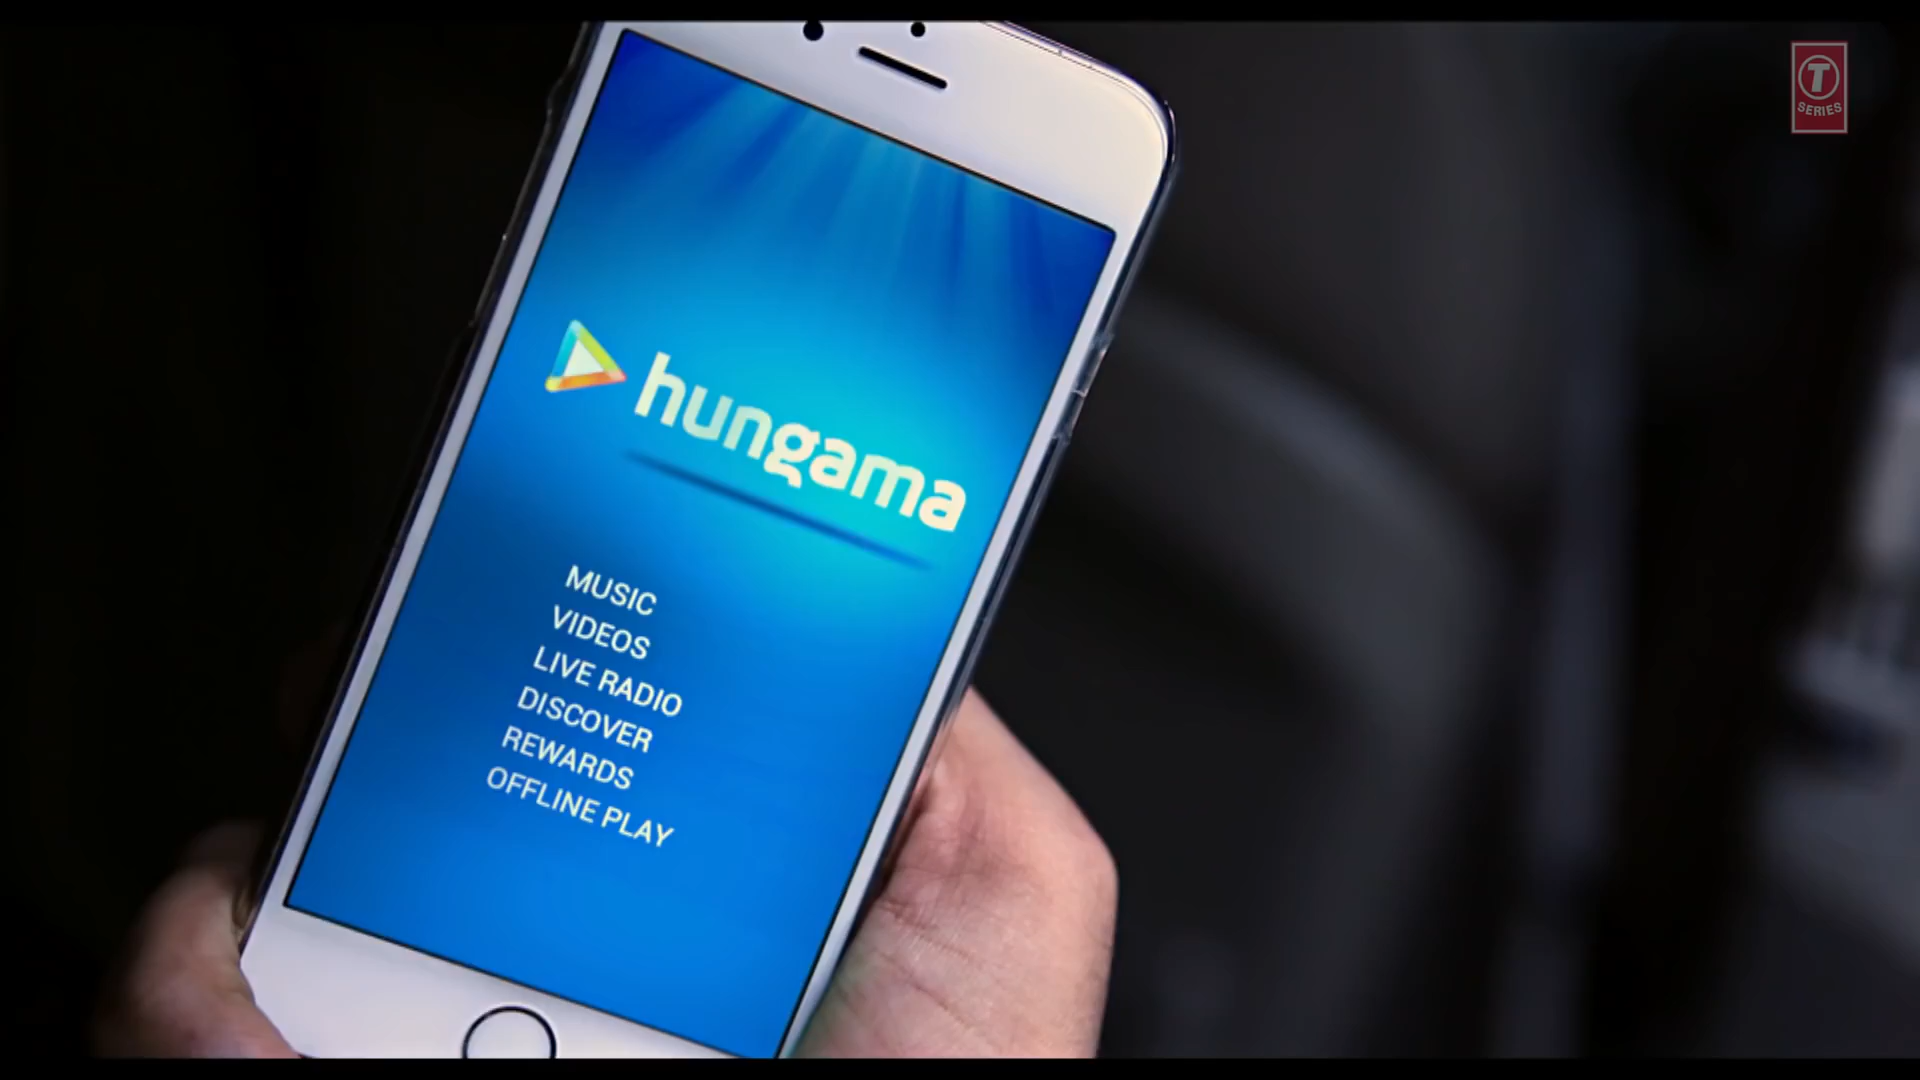 T
SERIES
hungama
MUSIC
VIDEOS
LIVE RADIO
DISCOVER
REWARDS
OFFLINE PLAY